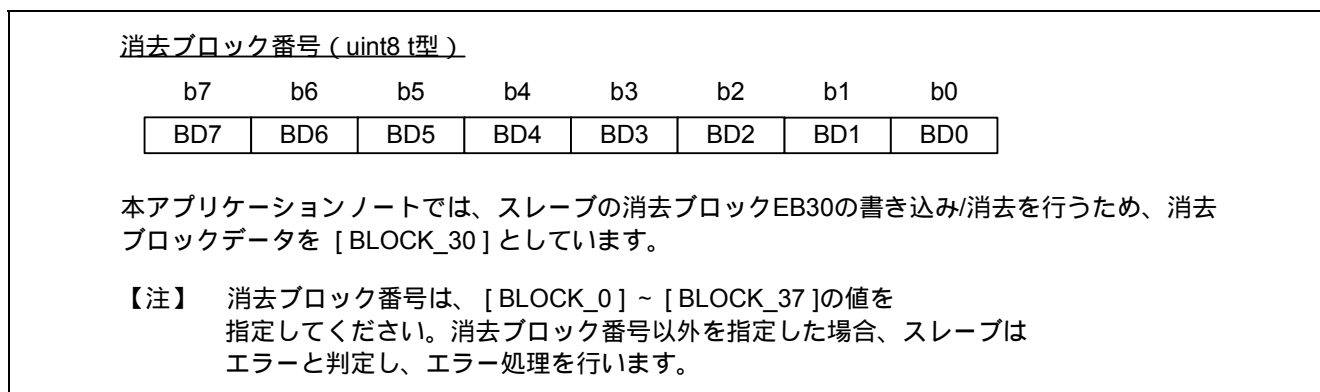 消去ブロック番号（uint8 t型）
b7 b6 b5 b4 b3 b2 b1 b0
BD7 BD6 BD5 BD4 BD3 BD2 BD1 BD0
本アプリケーションノートでは、スレーブの消去ブロックEB30の書き込み/消去を行うため、消去
ブロックデータを［BLOCK_30］としています。
【注】 消去ブロック番号は、［BLOCK_0］~［BLOCK_37］の値を
指定してください。消去ブロック番号以外を指定した場合、スレーブは
エラーと判定し、エラー処理を行います。